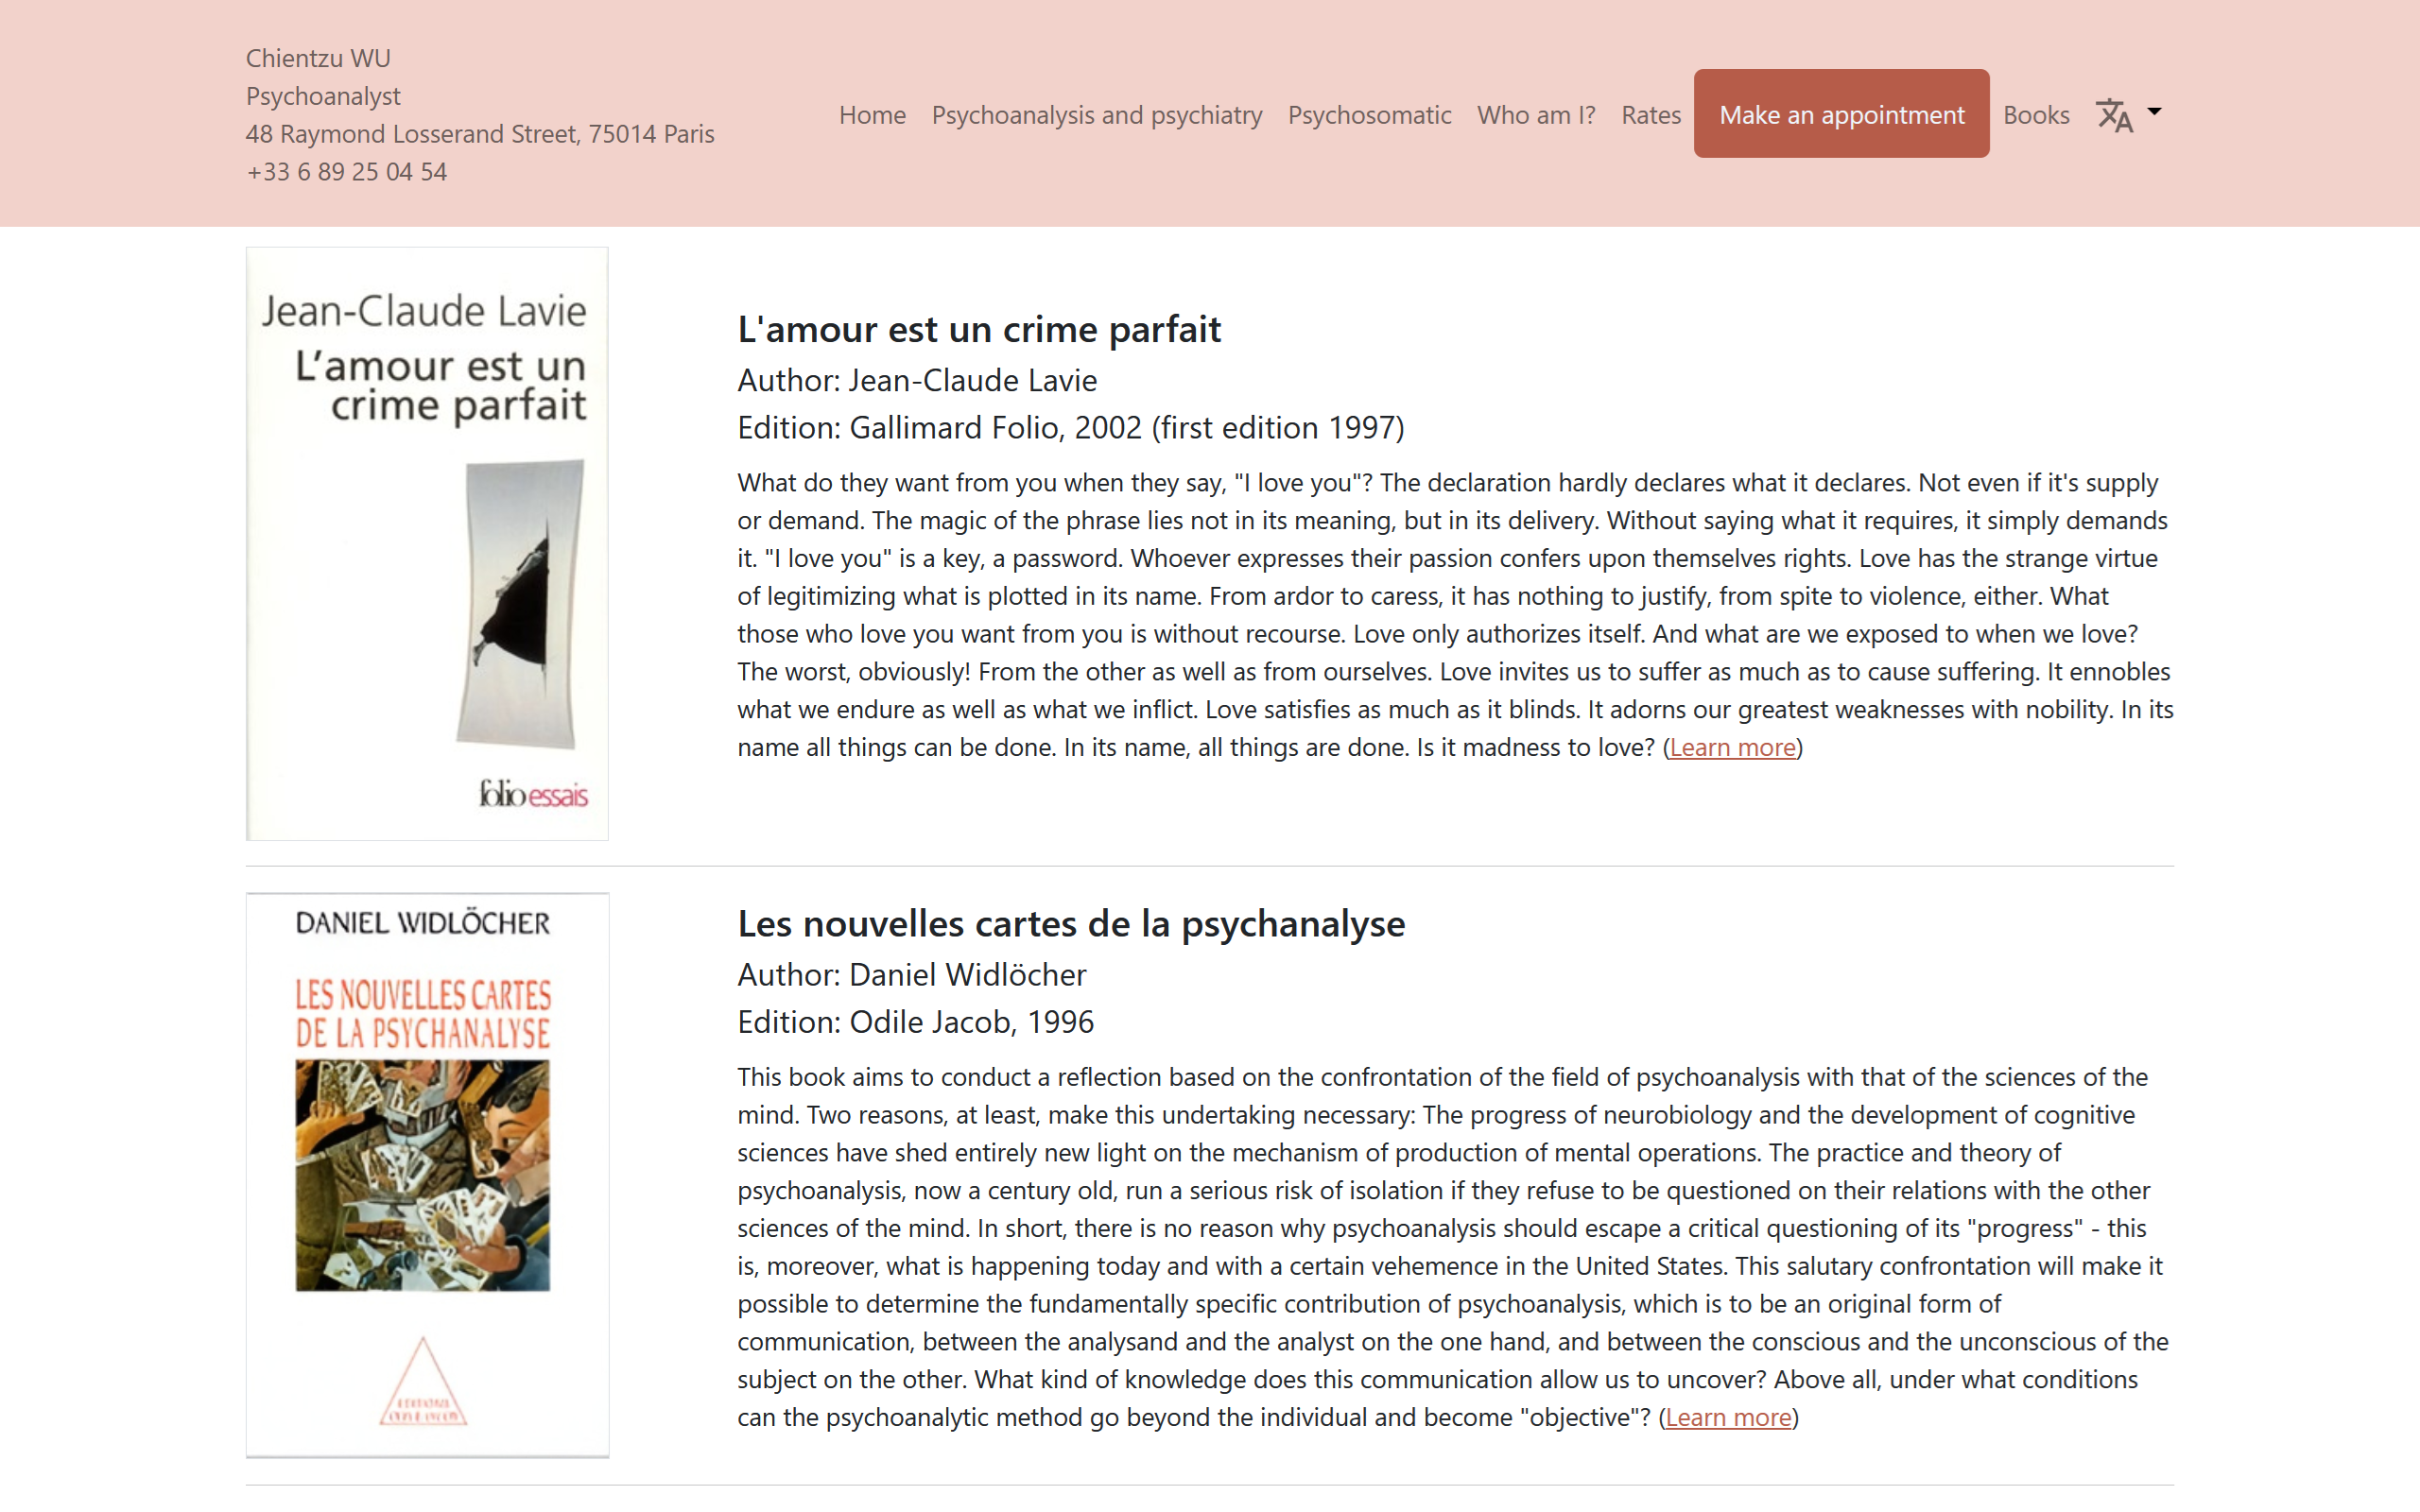 Chientzu WU
Psychoanalyst
48 Raymond Losserand Street, 75014 Paris
+33 6 89 25 04 54
Home Psychoanalysis and psychiatry Psychosomatic Who am I? Rates Make an appointment Books
Jean-Claude Lavie
L'amour est un
crime parfait
folio essais
L'amour est un crime parfait
Author: Jean-Claude Lavie
Edition: Gallimard Folio, 2002 (first edition 1997)
What do they want from you when they say, "I love you"? The declaration hardly declares what it declares. Not even if it's supply
or demand. The magic of the phrase lies not in its meaning, but in its delivery. Without saying what it requires, it simply demands
it. "I love you" is a key, a password. Whoever expresses their passion confers upon themselves rights. Love has the strange virtue
of legitimizing what is plotted in its name. From ardor to caress, it has nothing to justify, from spite to violence, either. What
those who love you want from you is without recourse. Love only authorizes itself. And what are we exposed to when we love?
The worst, obviously! From the other as well as from ourselves. Love invites us to suffer as much as to cause suffering. It ennobles
what we endure as well as what we inflict. Love satisfies as much as it blinds. It adorns our greatest weaknesses with nobility. In its
name all things can be done. In its name, all things are done. Is it madness to love? (Learn more)
DANIEL WIDLÖCHER
LES NOUVELLES CARTES
DE LA PSYCHANALYSE
EDITIONS
ODILE JACOB
Les nouvelles cartes de la psychanalyse
Author: Daniel Widlöcher
Edition: Odile Jacob, 1996
This book aims to conduct a reflection based on the confrontation of the field of psychoanalysis with that of the sciences of the
mind. Two reasons, at least, make this undertaking necessary: The progress of neurobiology and the development of cognitive
sciences have shed entirely new light on the mechanism of production of mental operations. The practice and theory of
psychoanalysis, now a century old, run a serious risk of isolation if they refuse to be questioned on their relations with the other
sciences of the mind. In short, there is no reason why psychoanalysis should escape a critical questioning of its "progress" - this
is, moreover, what is happening today and with a certain vehemence in the United States. This salutary confrontation will make it
possible to determine the fundamentally specific contribution of psychoanalysis, which is to be an original form of
communication, between the analysand and the analyst on the one hand, and between the conscious and the unconscious of the
subject on the other. What kind of knowledge does this communication allow us to uncover? Above all, under what conditions
can the psychoanalytic method go beyond the individual and become "objective"? (Learn more)